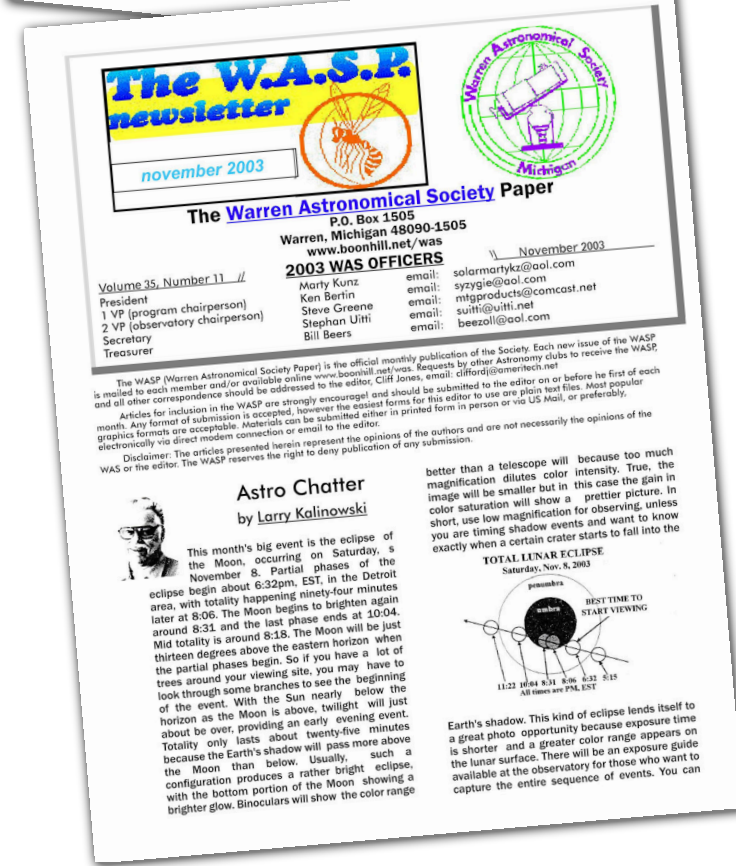 The W.A.S.P.
newsletter
november 2003
Warren Astronomical Society
Michigan
The Warren Astronomical Society Paper
P.O. Box 1505
Warren, Michigan 48090-1505
www.boonhill.net/was
Volume 35, Number 11 //
\\ November 2003
2003 WAS OFFICERS
President Marty Kunz email: solarmartykz@aol.com
1 VP (program chairperson) Ken Bertin email: syzygie@aol.com
2 VP (observatory chairperson) Steve Greene email: mtgproducts@comcast.net
Secretary Stephan Uitti email: suitti@uitti.net
Treasurer Bill Beers email: beezoll@aol.com
The WASP (Warren Astronomical Society Paper) is the official monthly publication of the Society. Each new issue of the WASP
is mailed to each member and/or available online www.boonhill.net/was. Requests by other Astronomy clubs to receive the WASP,
and all other correspondence should be addressed to the editor, Cliff Jones, email: cliffordj@ameritech.net
Articles for inclusion in the WASP are strongly encourage! and should be submitted to the editor on or before he first of each
month. Any format of submission is accepted, however the easiest forms for this editor to use are plain text files. Most popular
graphics formats are acceptable. Materials can be submitted either in printed form in person or via US Mail, or preferably,
electronically via direct modem connection or email to the editor.
Disclaimer: The articles presented herein represent the opinions of the authors and are not necessarily the opinions of the
WAS or the editor. The WASP reserves the right to deny publication of any submission.
Astro Chatter
by Larry Kalinowski
This month's big event is the eclipse of
the Moon, occurring on Saturday, s
November 8. Partial phases of the
eclipse begin about 6:32pm, EST, in the Detroit
area, with totality happening ninety-four minutes
later at 8:06. The Moon begins to brighten again
around 8:31 and the last phase ends at 10:04.
Mid totality is around 8:18. The Moon will be just
thirteen degrees above the eastern horizon when
the partial phases begin. So if you have a lot of
trees around your viewing site, you may have to
look through some branches to see the beginning
of the event. With the Sun nearly below the
horizon as the Moon is above, twilight will just
about be over, providing an early evening event.
Totality only lasts about twenty-five minutes
because the Earth's shadow will pass more above
the Moon than below. Usually, such a
configuration produces a rather bright eclipse,
with the bottom portion of the Moon showing a
brighter glow. Binoculars will show the color range
better than a telescope will because too much
magnification dilutes color intensity. True, the
image will be smaller but in this case the gain in
color saturation will show a prettier picture. In
short, use low magnification for observing, unless
you are timing shadow events and want to know
exactly when a certain crater starts to fall into the
TOTAL LUNAR ECLIPSE
Saturday, Nov. 8, 2003
penumbra
umbra
BEST TIME TO
START VIEWING
11:22 10:04 8:31 8:06 6:32 5:15
All times are PM, EST
Earth's shadow. This kind of eclipse lends itself to
a great photo opportunity because exposure time
is shorter and a greater color range appears on
the lunar surface. There will be an exposure guide
available at the observatory for those who want to
capture the entire sequence of events. You can